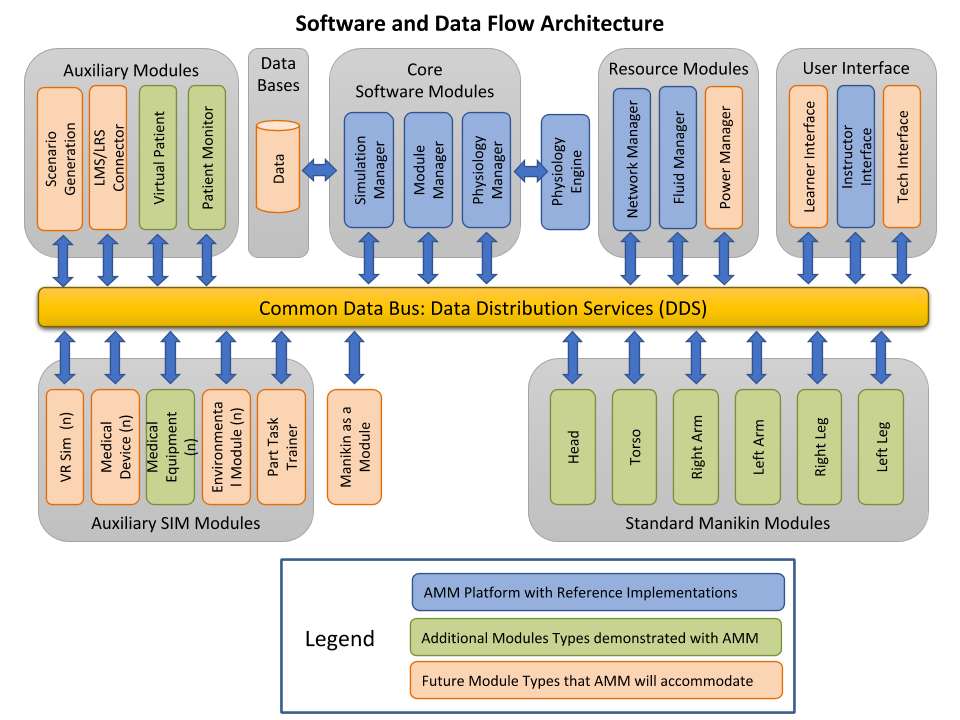 Software and Data Flow Architecture
Auxiliary Modules
Scenario
Generation
LMS/LRS
Connector
Virtual Patient
Patient Monitor
Data
Bases
Data
Core
Software Modules
Simulation
Manager
Module
Manager
Physiology
Manager
Physiology
Engine
Resource Modules
Network Manager
Fluid Manager
Power Manager
User Interface
Learner Interface
Instructor
Interface
Tech Interface
Common Data Bus: Data Distribution Services (DDS)
VR Sim (n)
Medical
Device (n)
Medical
Equipment
(n)
Environmenta
l Module (n)
Part Task
Trainer
Auxiliary SIM Modules
Manikin as a
Module
Head
Torso
Right Arm
Left Arm
Right Leg
Left Leg
Standard Manikin Modules
Legend
AMM Platform with Reference Implementations
Additional Modules Types demonstrated with AMM
Future Module Types that AMM will accommodate